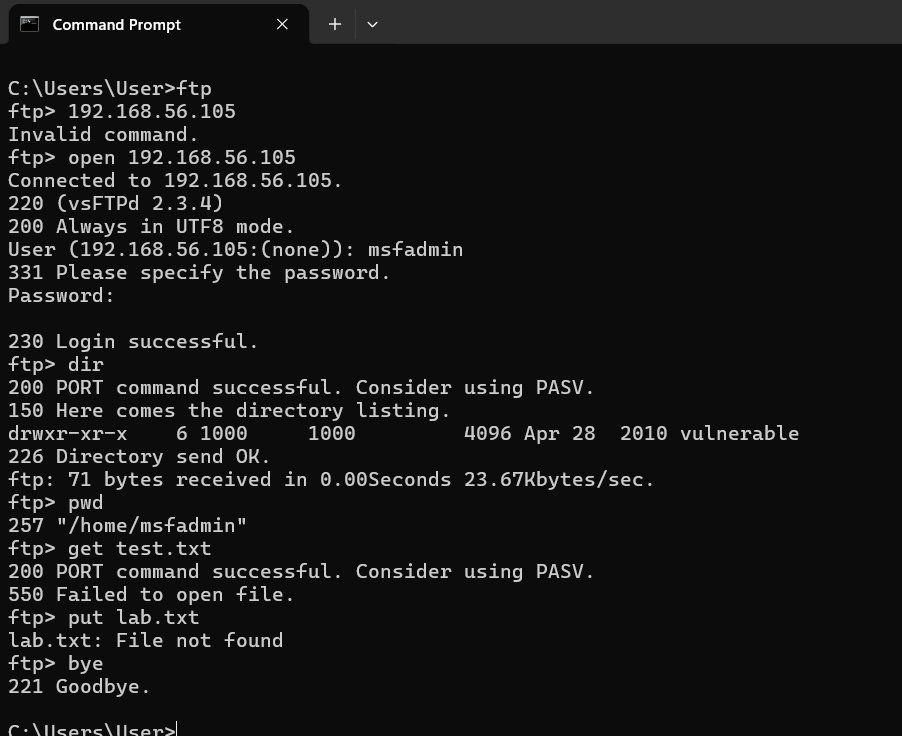 Command Prompt
C:\Users\User>ftp
ftp> 192.168.56.105
Invalid command.
ftp> open 192.168.56.105
Connected to 192.168.56.105.
220 (vsFTPd 2.3.4)
200 Always in UTF8 mode.
User (192.168.56.105:(none)): msfadmin
331 Please specify the password.
Password:
230 Login successful.
ftp> dir
200 PORT command successful. Consider using PASV.
150 Here comes the directory listing.
drwxr-xr-x    6 1000     1000         4096 Apr 28  2010 vulnerable
226 Directory send OK.
ftp: 71 bytes received in 0.00Seconds 23.67Kbytes/sec.
ftp> pwd
257 "/home/msfadmin"
ftp> get test.txt
200 PORT command successful. Consider using PASV.
550 Failed to open file.
ftp> put lab.txt
lab.txt: File not found
ftp> bye
221 Goodbye.
C:\Users\User>